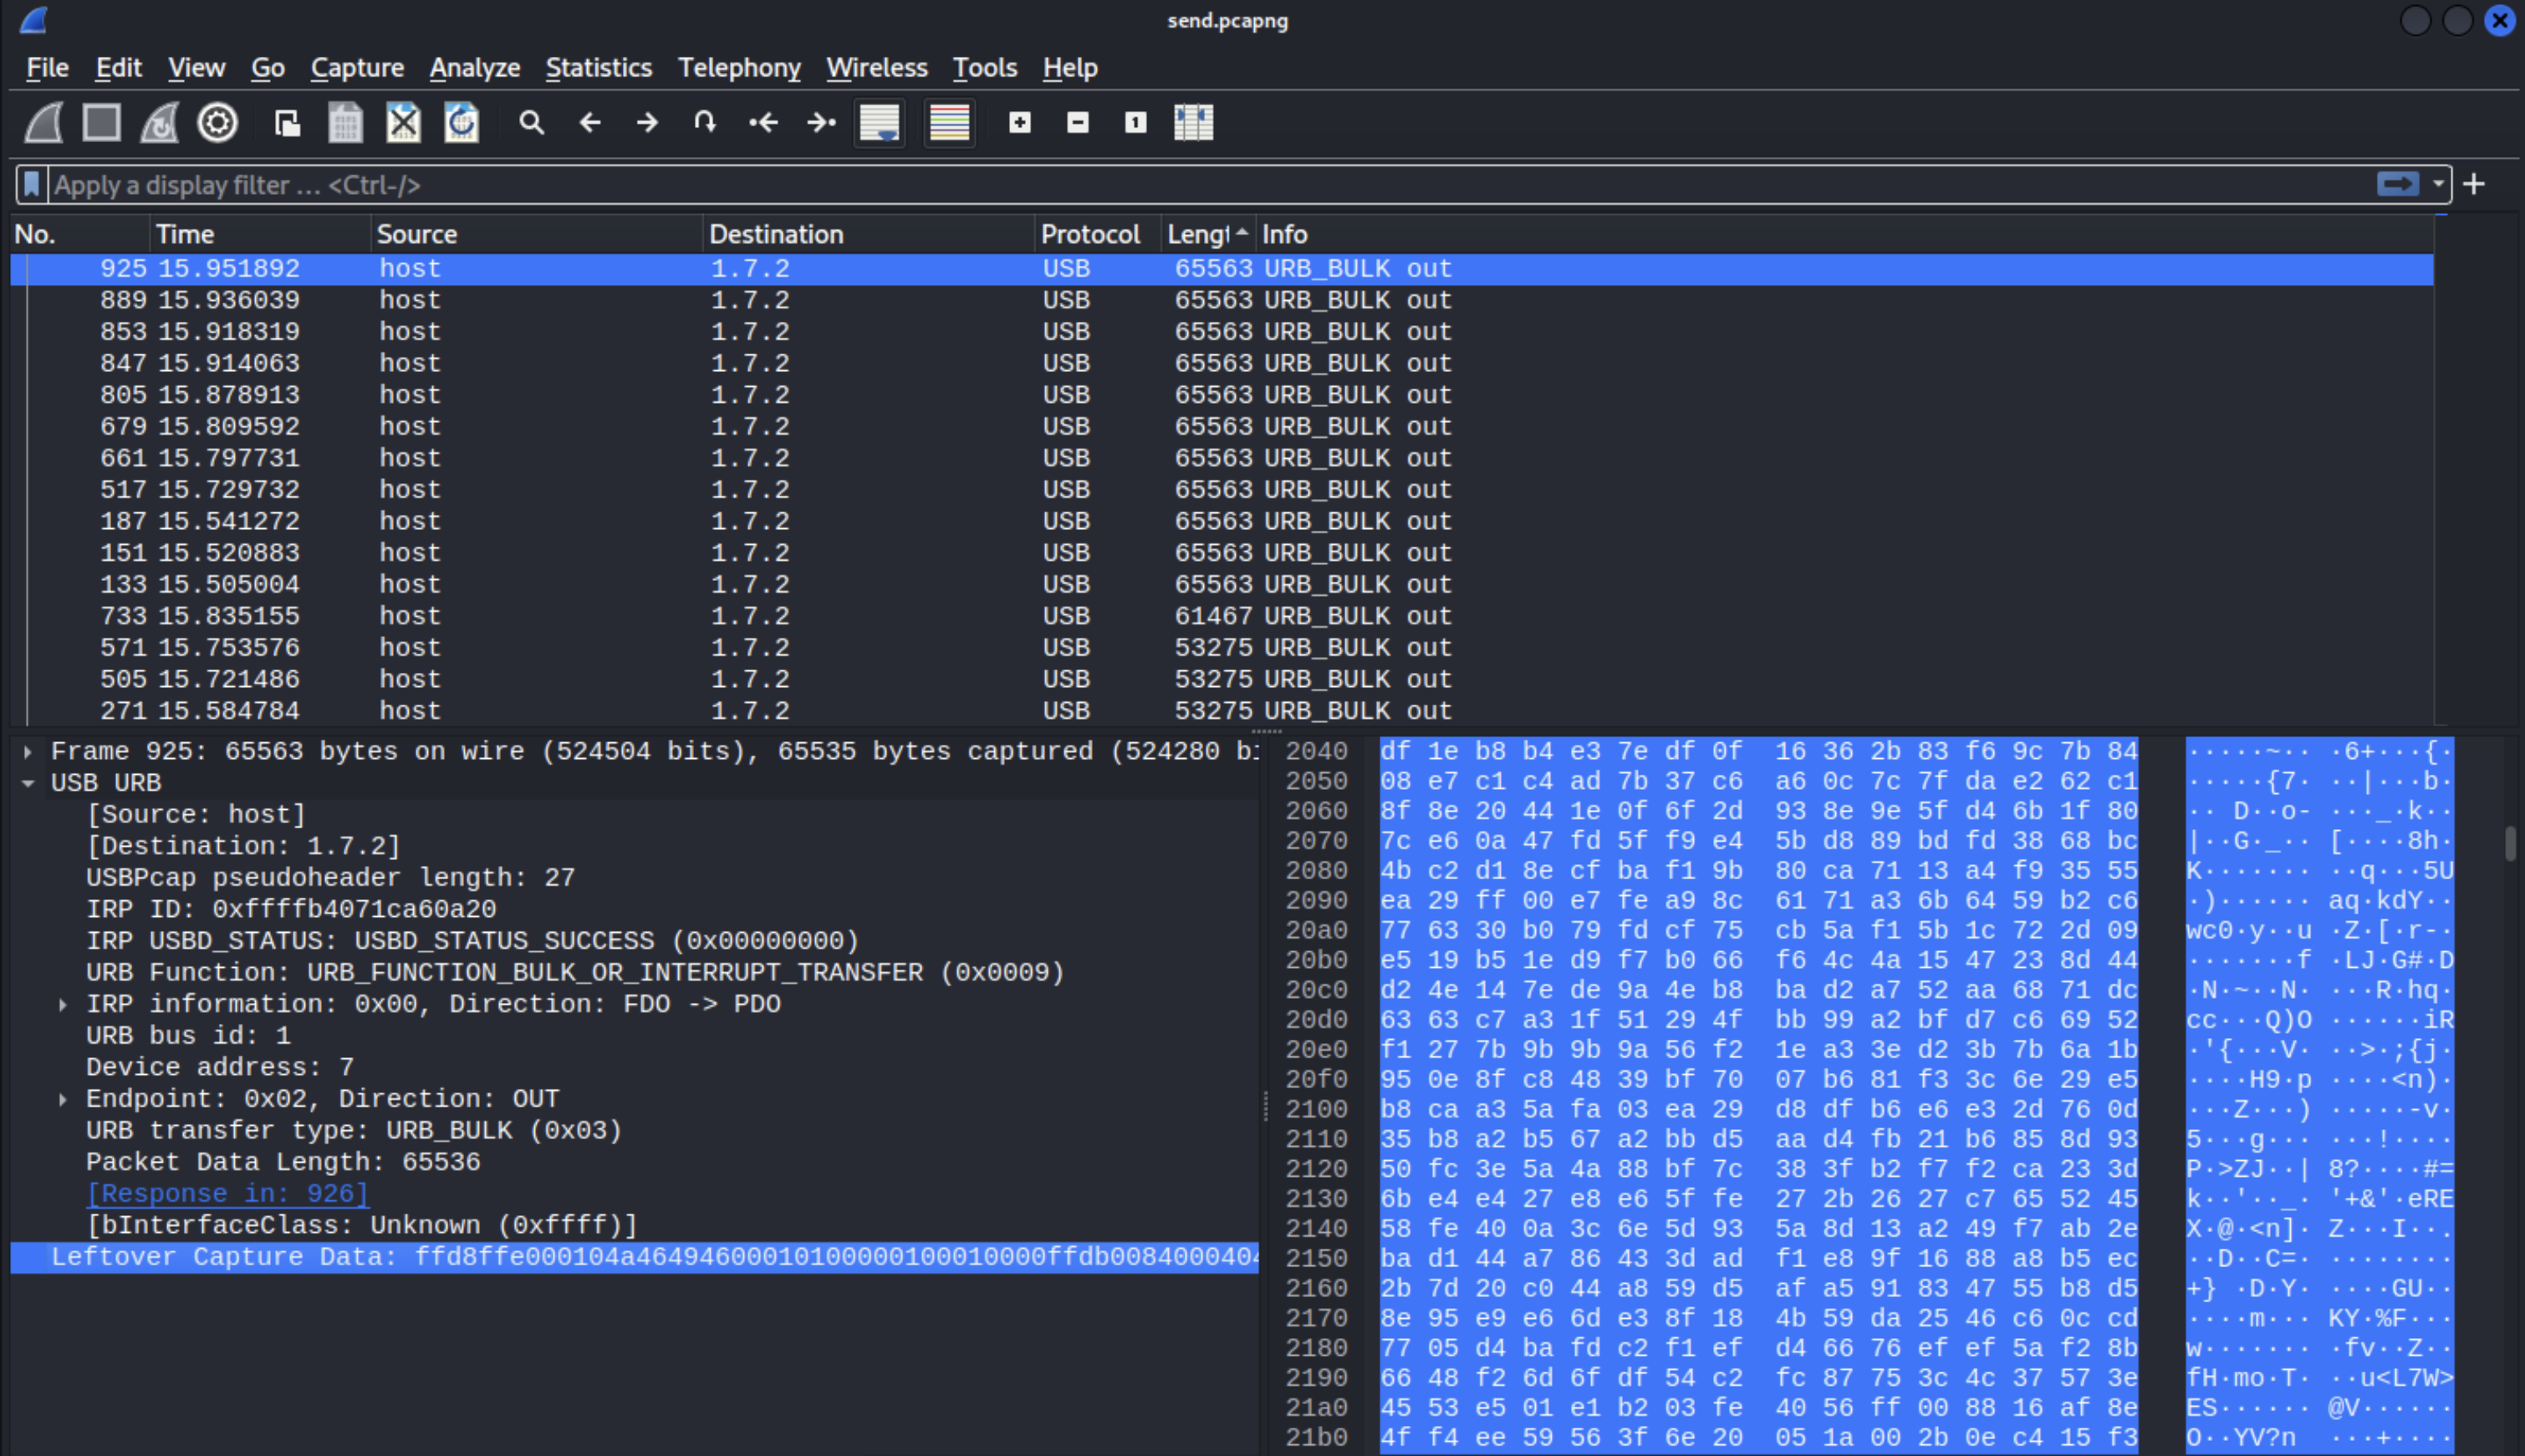 send.pcapng
File Edit View Go Capture Analyze Statistics Telephony Wireless Tools Help
Apply a display filter … <Ctrl-/>
No. Time Source Destination Protocol Lengt Info
925 15.951892 host 1.7.2 USB 65563 URB_BULK out
889 15.936039 host 1.7.2 USB 65563 URB_BULK out
853 15.918319 host 1.7.2 USB 65563 URB_BULK out
847 15.914063 host 1.7.2 USB 65563 URB_BULK out
805 15.878913 host 1.7.2 USB 65563 URB_BULK out
679 15.809592 host 1.7.2 USB 65563 URB_BULK out
661 15.797731 host 1.7.2 USB 65563 URB_BULK out
517 15.729732 host 1.7.2 USB 65563 URB_BULK out
187 15.541272 host 1.7.2 USB 65563 URB_BULK out
151 15.520883 host 1.7.2 USB 65563 URB_BULK out
133 15.505004 host 1.7.2 USB 65563 URB_BULK out
733 15.835155 host 1.7.2 USB 61467 URB_BULK out
571 15.753576 host 1.7.2 USB 53275 URB_BULK out
505 15.721486 host 1.7.2 USB 53275 URB_BULK out
271 15.584784 host 1.7.2 USB 53275 URB_BULK out
Frame 925: 65563 bytes on wire (524504 bits), 65535 bytes captured (524280 bi
USB URB
[Source: host]
[Destination: 1.7.2]
USBPcap pseudoheader length: 27
IRP ID: 0xffffb4071ca60a20
IRP USBD_STATUS: USBD_STATUS_SUCCESS (0x00000000)
URB Function: URB_FUNCTION_BULK_OR_INTERRUPT_TRANSFER (0x0009)
IRP information: 0x00, Direction: FDO -> PDO
URB bus id: 1
Device address: 7
Endpoint: 0x02, Direction: OUT
URB transfer type: URB_BULK (0x03)
Packet Data Length: 65536
[Response in: 926]
[bInterfaceClass: Unknown (0xffff)]
Leftover Capture Data: ffd8ffe000104a46494600010100000100010000ffdb0084000404
2040 df 1e b8 b4 e3 7e df 0f 16 36 2b 83 f6 9c 7b 84 ·····~·· ·6+···{·
2050 08 e7 c1 c4 ad 7b 37 c6 a6 0c 7c 7f da e2 62 c1 ·····{7· ··|···b·
2060 8f 8e 20 44 1e 0f 6f 2d 93 8e 9e 5f d4 6b 1f 80 ·· D··o- ···_·k··
2070 7c e6 0a 47 fd 5f f9 e4 5b d8 89 bd fd 38 68 bc |··G·_·· [····8h·
2080 4b c2 d1 8e cf ba f1 9b 80 ca 71 13 a4 f9 35 55 K······· ··q···5U
2090 ea 29 ff 00 e7 fe a9 8c 61 71 a3 6b 64 59 b2 c6 ·)······ aq·kdY··
20a0 77 63 30 b0 79 fd cf 75 cb 5a f1 5b 1c 72 2d 09 wc0·y··u ·Z·[·r-·
20b0 e5 19 b5 1e d9 f7 b0 66 f6 4c 4a 15 47 23 8d 44 ·······f ·LJ·G#·D
20c0 d2 4e 14 7e de 9a 4e b8 ba d2 a7 52 aa 68 71 dc ·N·~··N· ···R·hq·
20d0 63 63 c7 a3 1f 51 29 4f bb 99 a2 bf d7 c6 69 52 cc···Q)O ······iR
20e0 f1 27 7b 9b 9b 9a 56 f2 1e a3 3e d2 3b 7b 6a 1b ·'{···V· ··>·;{j·
20f0 95 0e 8f c8 48 39 bf 70 07 b6 81 f3 3c 6e 29 e5 ····H9·p ····<n)·
2100 b8 ca a3 5a fa 03 ea 29 d8 df b6 e6 e3 2d 76 0d ···Z···) ·····-v·
2110 35 b8 a2 b5 67 a2 bb d5 aa d4 fb 21 b6 85 8d 93 5···g··· ···!····
2120 50 fc 3e 5a 4a 88 bf 7c 38 3f b2 f7 f2 ca 23 3d P·>ZJ··| 8?····#=
2130 6b e4 e4 27 e8 e6 5f fe 27 2b 26 27 c7 65 52 45 k··'··_· '+&'·eRE
2140 58 fe 40 0a 3c 6e 5d 93 5a 8d 13 a2 49 f7 ab 2e X·@·<n]· Z···I··.
2150 ba d1 44 a7 86 43 3d ad f1 e8 9f 16 88 a8 b5 ec ··D··C=· ········
2160 2b 7d 20 c0 44 a8 59 d5 af a5 91 83 47 55 b8 d5 +} ·D·Y· ····GU··
2170 8e 95 e9 e6 6d e3 8f 18 4b 59 da 25 46 c6 0c cd ····m··· KY·%F···
2180 77 05 d4 ba fd c2 f1 ef d4 66 76 ef ef 5a f2 8b w······· ·fv··Z··
2190 66 48 f2 6d 6f df 54 c2 fc 87 75 3c 4c 37 57 3e fH·mo·T· ··u<L7W>
21a0 45 53 e5 01 e1 b2 03 fe 40 56 ff 00 88 16 af 8e ES······ @V······
21b0 4f f4 ee 59 56 3f 6e 20 05 1a 00 2b 0e c4 15 f3 O··YV?n ···+····